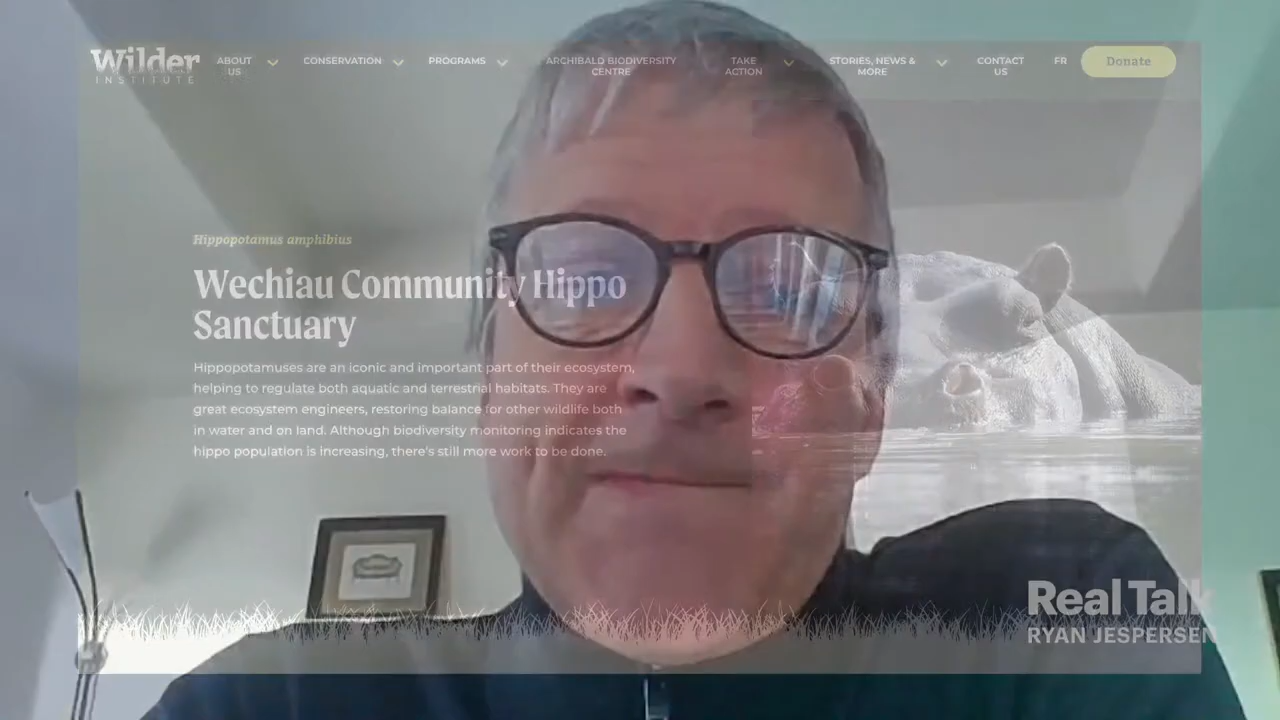 Wilder
INSTITUTE
ABOUT
US
CONSERVATION
PROGRAMS
ARCHIBALD BIODIVERSITY
CENTRE
TAKE
ACTION
STORIES, NEWS &
MORE
CONTACT
US
FR
Donate
Hippopotamus amphibius
Wechiau Community Hippo
Sanctuary
Hippopotamuses are an iconic and important part of their ecosystem,
helping to regulate both aquatic and terrestrial habitats. They are
great ecosystem engineers, restoring balance for other wildlife both
in water and on land. Although biodiversity monitoring indicates the
hippo population is increasing, there's still more work to be done.
Real Talk
RYAN JESPERSEN